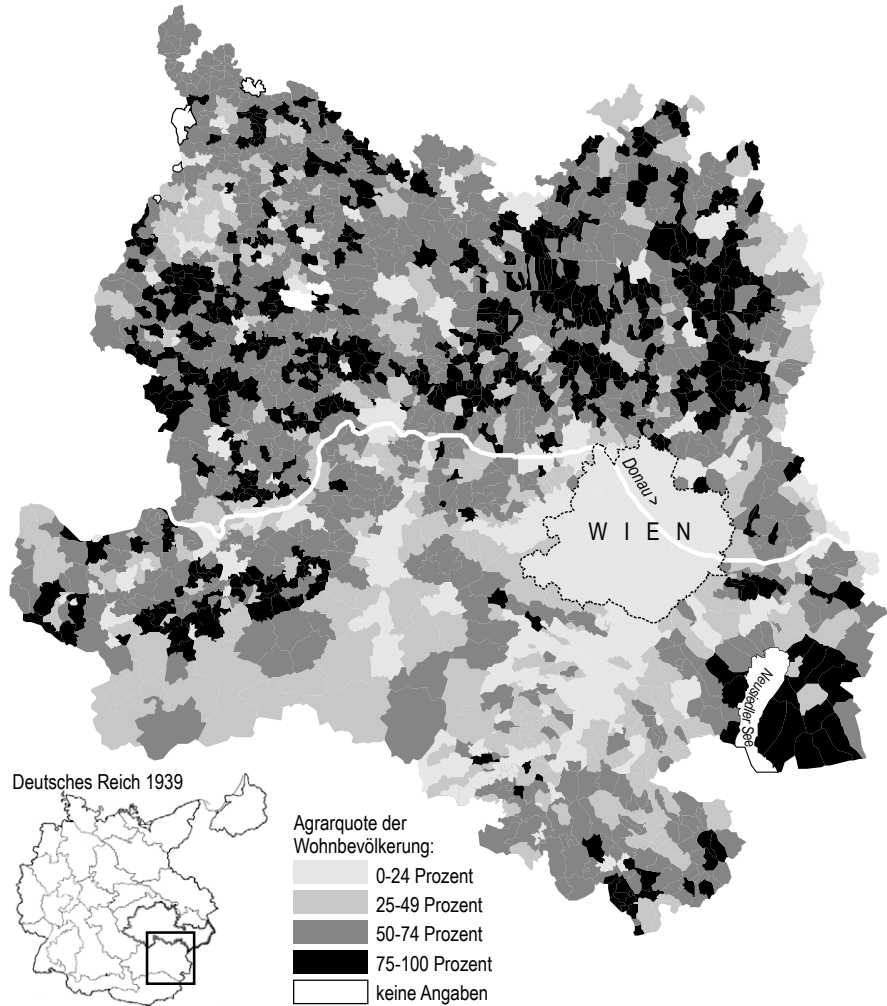 Donau >
W I E N
Neusiedler See
Deutsches Reich 1939
Agrarquote der
Wohnbevölkerung:
0-24 Prozent
25-49 Prozent
50-74 Prozent
75-100 Prozent
keine Angaben